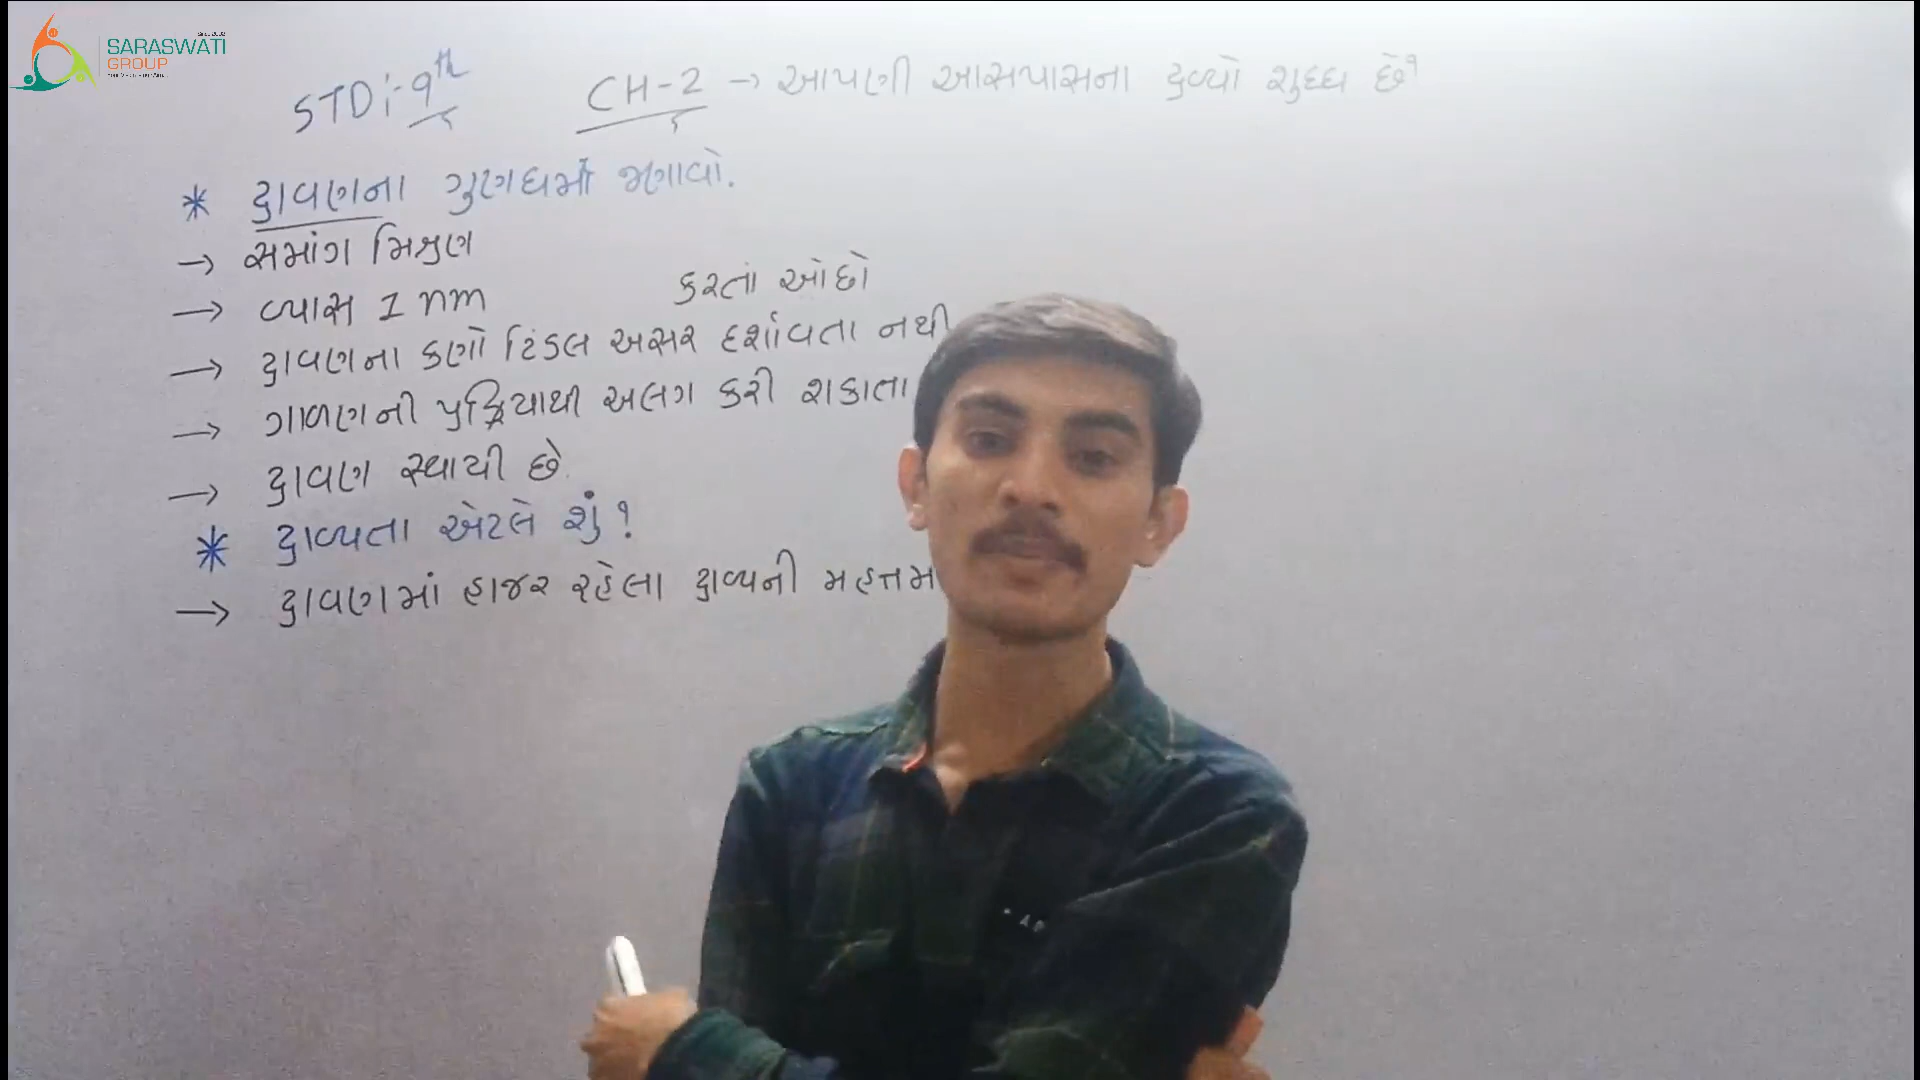 SARASWATI
GROUP
STD:-9th CH-2 → આપણી આસપાસના દ્રવ્યો શુધ્ધ છે?
* દ્રાવણના ગુણધર્મો જણાવો.
→ સમાંગ મિશ્રણ
→ વ્યાસ 1 nm કરતાં ઓછો
→ દ્રાવણના કણો ટિંડલ અસર દર્શાવતા નથી
→ ગાળણની પ્રક્રિયાથી અલગ કરી શકાતા
→ દ્રાવણ સ્થાયી છે.
* દ્રાવ્યતા એટલે શું?
→ દ્રાવણમાં હાજર રહેલા દ્રાવ્યની મહત્તમ